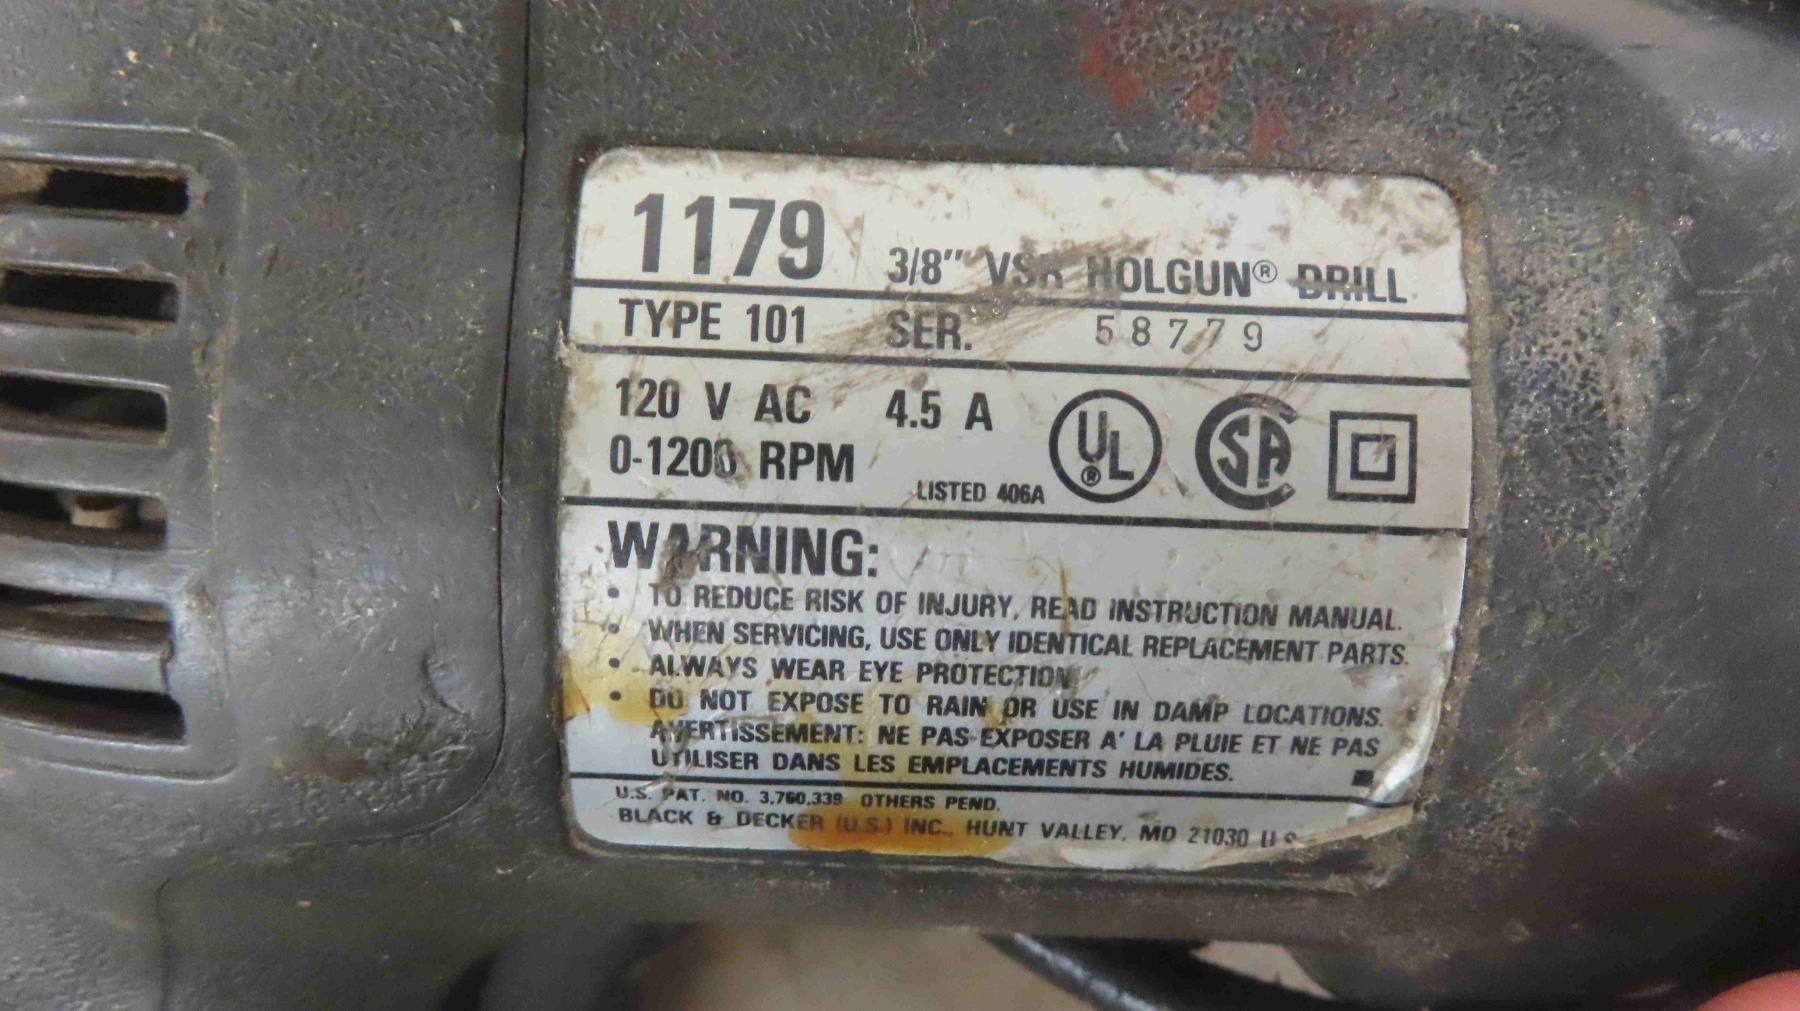 1179 3/8" VSR HOLGUN® DRILL
TYPE 101 SER. 58779
120 V AC 4.5 A
0-1200 RPM LISTED 406A UL® SA
WARNING:
• TO REDUCE RISK OF INJURY, READ INSTRUCTION MANUAL.
• WHEN SERVICING, USE ONLY IDENTICAL REPLACEMENT PARTS.
• ALWAYS WEAR EYE PROTECTION
• DO NOT EXPOSE TO RAIN OR USE IN DAMP LOCATIONS.
AVERTISSEMENT: NE PAS EXPOSER A' LA PLUIE ET NE PAS
UTILISER DANS LES EMPLACEMENTS HUMIDES.
U.S. PAT. NO. 3,760,339 OTHERS PEND.
BLACK & DECKER (U.S.) INC., HUNT VALLEY, MD 21030